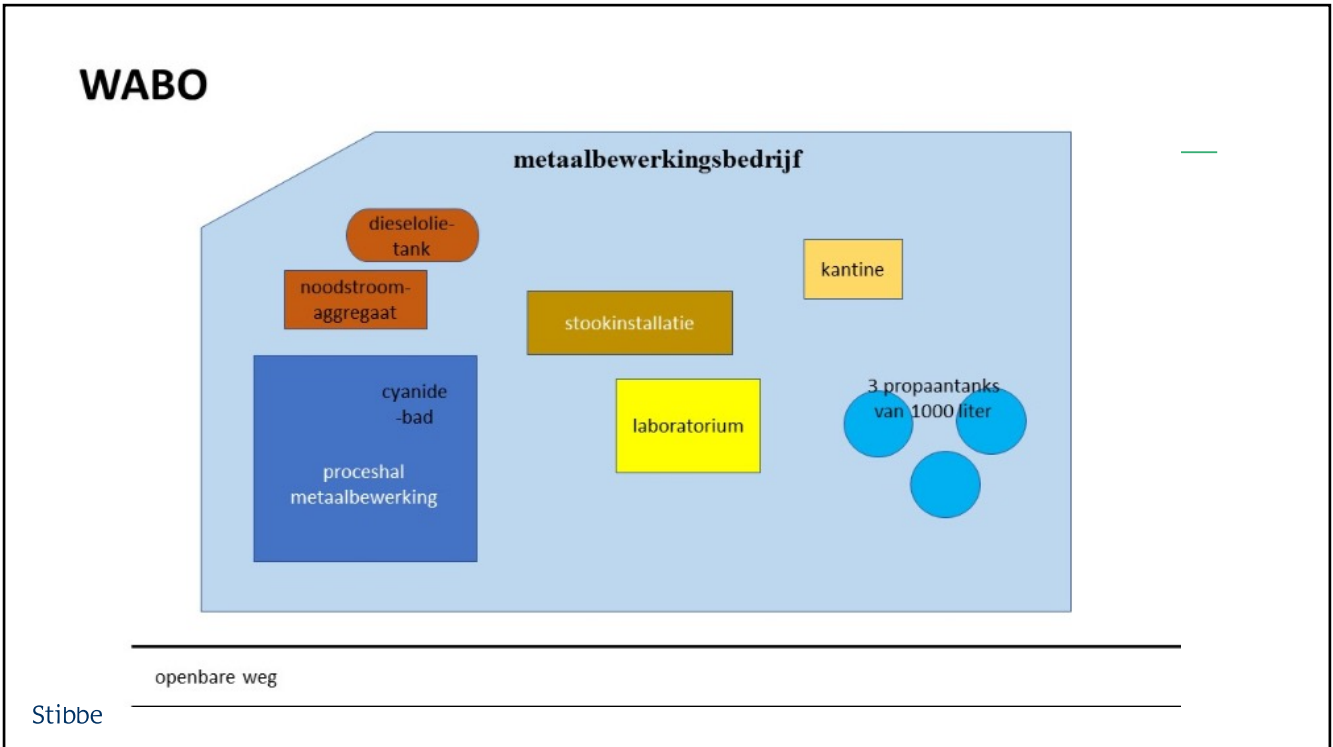 WABO
metaalbewerkingsbedrijf
dieselolie-
tank
noodstroom-
aggregaat
kantine
stookinstallatie
cyanide
-bad
proceshal
metaalbewerking
laboratorium
3 propaantanks
van 1000 liter
openbare weg
Stibbe